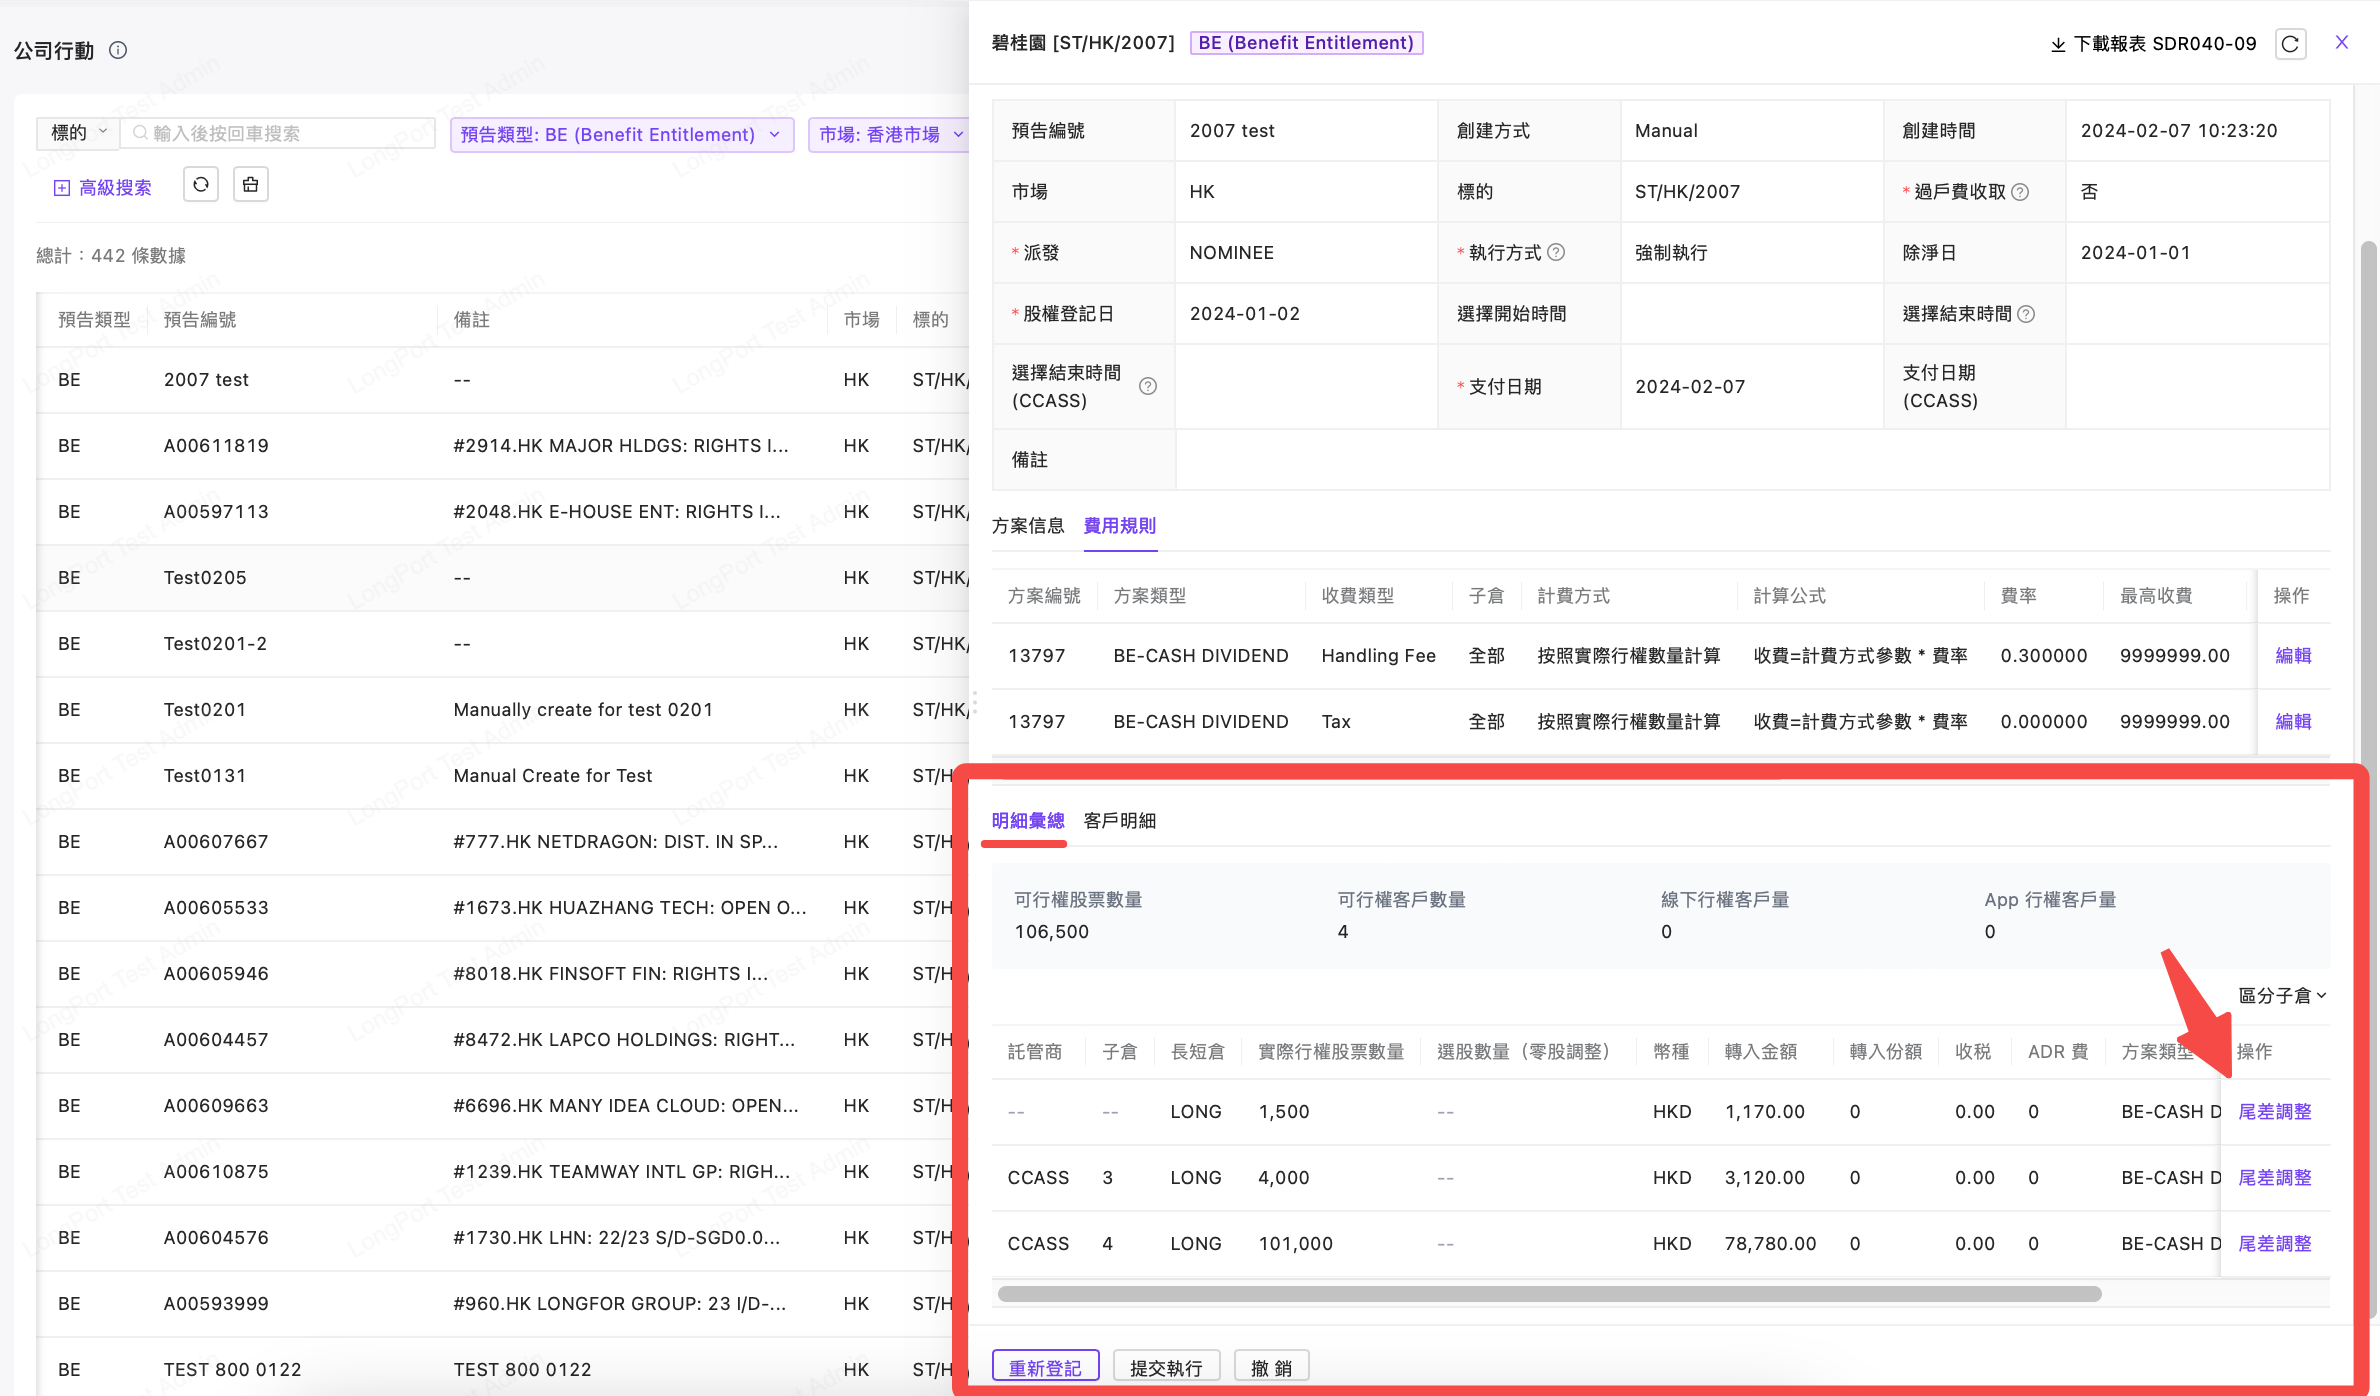 公司行動
標的 輸入後按回車搜索 預告類型: BE (Benefit Entitlement) 市場: 香港市場
高級搜索
總計：442 條數據
預告類型 預告編號 備註 市場 標的
BE 2007 test -- HK ST/HK/
BE A00611819 #2914.HK MAJOR HLDGS: RIGHTS I... HK ST/HK/
BE A00597113 #2048.HK E-HOUSE ENT: RIGHTS I... HK ST/HK/
BE Test0205 -- HK ST/HK/
BE Test0201-2 -- HK ST/HK/
BE Test0201 Manually create for test 0201 HK ST/HK/
BE Test0131 Manual Create for Test HK ST/H
BE A00607667 #777.HK NETDRAGON: DIST. IN SP... HK ST/H
BE A00605533 #1673.HK HUAZHANG TECH: OPEN O... HK ST/H
BE A00605946 #8018.HK FINSOFT FIN: RIGHTS I... HK ST/H
BE A00604457 #8472.HK LAPCO HOLDINGS: RIGHT... HK ST/H
BE A00609663 #6696.HK MANY IDEA CLOUD: OPEN... HK ST/H
BE A00610875 #1239.HK TEAMWAY INTL GP: RIGH... HK ST/H
BE A00604576 #1730.HK LHN: 22/23 S/D-SGD0.0... HK ST/H
BE A00593999 #960.HK LONGFOR GROUP: 23 I/D-... HK ST/H
BE TEST 800 0122 TEST 800 0122 HK ST/H
碧桂園 [ST/HK/2007] BE (Benefit Entitlement) 下載報表 SDR040-09
預告編號 2007 test 創建方式 Manual 創建時間 2024-02-07 10:23:20
市場 HK 標的 ST/HK/2007 * 過戶費收取 否
* 派發 NOMINEE * 執行方式 強制執行 除淨日 2024-01-01
* 股權登記日 2024-01-02 選擇開始時間 選擇結束時間
選擇結束時間 (CCASS) * 支付日期 2024-02-07 支付日期 (CCASS)
備註
方案信息 費用規則
方案編號 方案類型 收費類型 子倉 計費方式 計算公式 費率 最高收費 操作
13797 BE-CASH DIVIDEND Handling Fee 全部 按照實際行權數量計算 收費=計費方式參數 * 費率 0.300000 9999999.00 編輯
13797 BE-CASH DIVIDEND Tax 全部 按照實際行權數量計算 收費=計費方式參數 * 費率 0.000000 9999999.00 編輯
明細彙總 客戶明細
可行權股票數量 可行權客戶數量 線下行權客戶量 App 行權客戶量
106,500 4 0 0
區分子倉
託管商 子倉 長短倉 實際行權股票數量 選股數量（零股調整） 幣種 轉入金額 轉入份額 收税 ADR 費 方案類型 操作
-- -- LONG 1,500 -- HKD 1,170.00 0 0.00 0 BE-CASH D 尾差調整
CCASS 3 LONG 4,000 -- HKD 3,120.00 0 0.00 0 BE-CASH D 尾差調整
CCASS 4 LONG 101,000 -- HKD 78,780.00 0 0.00 0 BE-CASH D 尾差調整
重新登記 提交執行 撤 銷
LongPort Test Admin